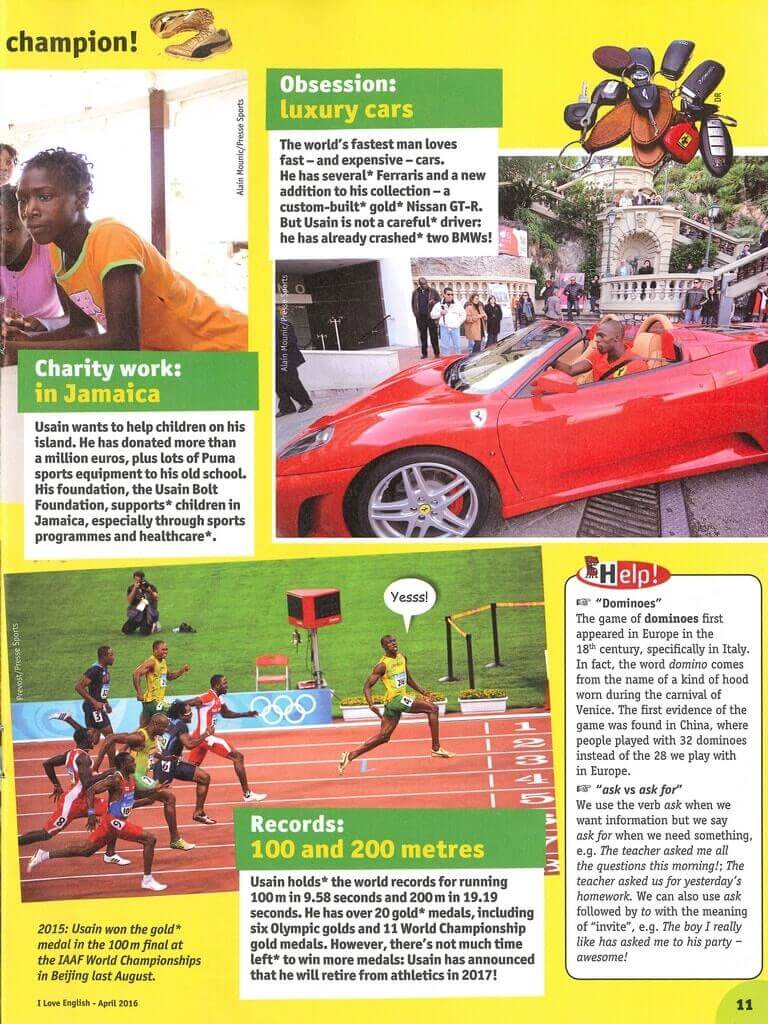 champion!
Alain Mounic/Presse Sports
Charity work:
in Jamaica
Usain wants to help children on his
island. He has donated more than
a million euros, plus lots of Puma
sports equipment to his old school.
His foundation, the Usain Bolt
Foundation, supports* children in
Jamaica, especially through sports
programmes and healthcare*.
Obsession:
luxury cars
The world's fastest man loves
fast – and expensive – cars.
He has several* Ferraris and a new
addition to his collection – a
custom-built* gold* Nissan GT-R.
But Usain is not a careful* driver:
he has already crashed* two BMWs!
DR
Alain Mounic/Presse Sports
Prevost/Presse Sports
Yesss!
1
2
3
4
5
Records:
100 and 200 metres
Usain holds* the world records for running
100 m in 9.58 seconds and 200 m in 19.19
seconds. He has over 20 gold* medals, including
six Olympic golds and 11 World Championship
gold medals. However, there's not much time
left* to win more medals: Usain has announced
that he will retire from athletics in 2017!
2015: Usain won the gold*
medal in the 100 m final at
the IAAF World Championships
in Beijing last August.
Help!
☞ "Dominoes"
The game of dominoes first
appeared in Europe in the
18th century, specifically in Italy.
In fact, the word domino comes
from the name of a kind of hood
worn during the carnival of
Venice. The first evidence of the
game was found in China, where
people played with 32 dominoes
instead of the 28 we play with
in Europe.
☞ "ask vs ask for"
We use the verb ask when we
want information but we say
ask for when we need something,
e.g. The teacher asked me all
the questions this morning!; The
teacher asked us for yesterday's
homework. We can also use ask
followed by to with the meaning
of "invite", e.g. The boy I really
like has asked me to his party –
awesome!
I Love English - April 2016
11